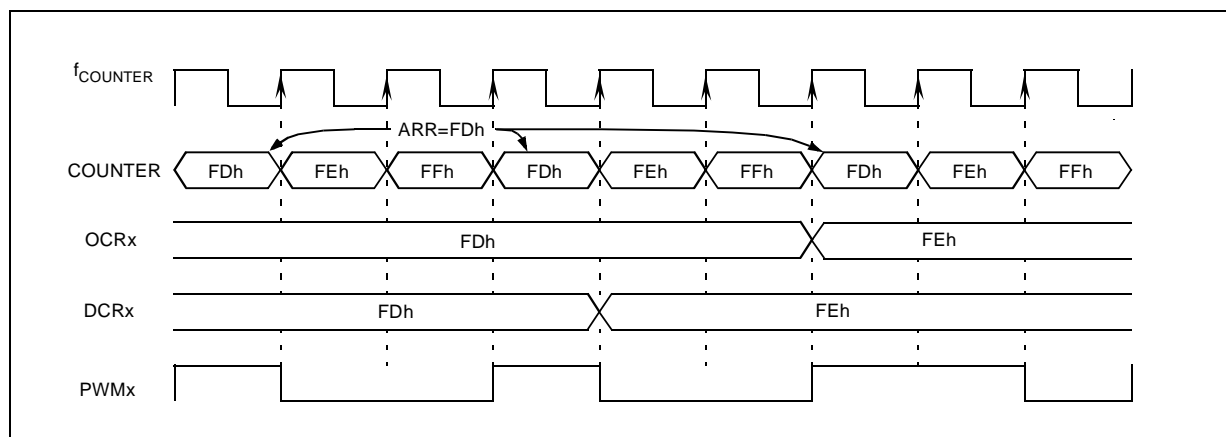 fCOUNTER
ARR=FDh
COUNTER FDh FEh FFh FDh FEh FFh FDh FEh FFh
OCRx FDh FEh
DCRx FDh FEh
PWMx